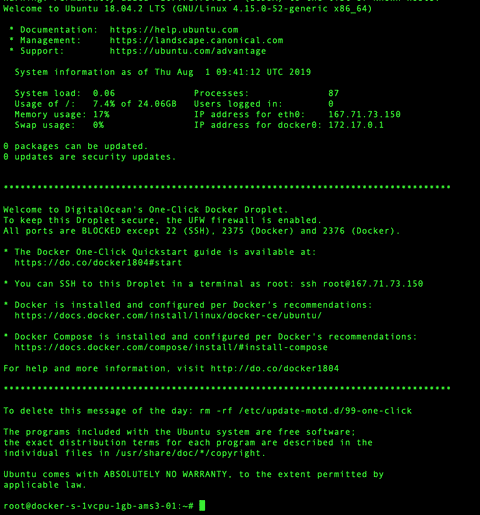 Welcome to Ubuntu 18.04.2 LTS (GNU/Linux 4.15.0-52-generic x86_64)
* Documentation: https://help.ubuntu.com
* Management: https://landscape.canonical.com
* Support: https://ubuntu.com/advantage
System information as of Thu Aug 1 09:41:12 UTC 2019
System load: 0.06 Processes: 87
Usage of /: 7.4% of 24.06GB Users logged in: 0
Memory usage: 17% IP address for eth0: 167.71.73.150
Swap usage: 0% IP address for docker0: 172.17.0.1
0 packages can be updated.
0 updates are security updates.
********************************************************************************
Welcome to DigitalOcean's One-Click Docker Droplet.
To keep this Droplet secure, the UFW firewall is enabled.
All ports are BLOCKED except 22 (SSH), 2375 (Docker) and 2376 (Docker).
* The Docker One-Click Quickstart guide is available at:
https://do.co/docker1804#start
* You can SSH to this Droplet in a terminal as root: ssh root@167.71.73.150
* Docker is installed and configured per Docker's recommendations:
https://docs.docker.com/install/linux/docker-ce/ubuntu/
* Docker Compose is installed and configured per Docker's recommendations:
https://docs.docker.com/compose/install/#install-compose
For help and more information, visit http://do.co/docker1804
********************************************************************************
To delete this message of the day: rm -rf /etc/update-motd.d/99-one-click
The programs included with the Ubuntu system are free software;
the exact distribution terms for each program are described in the
individual files in /usr/share/doc/*/copyright.
Ubuntu comes with ABSOLUTELY NO WARRANTY, to the extent permitted by
applicable law.
root@docker-s-1vcpu-1gb-ams3-01:~#